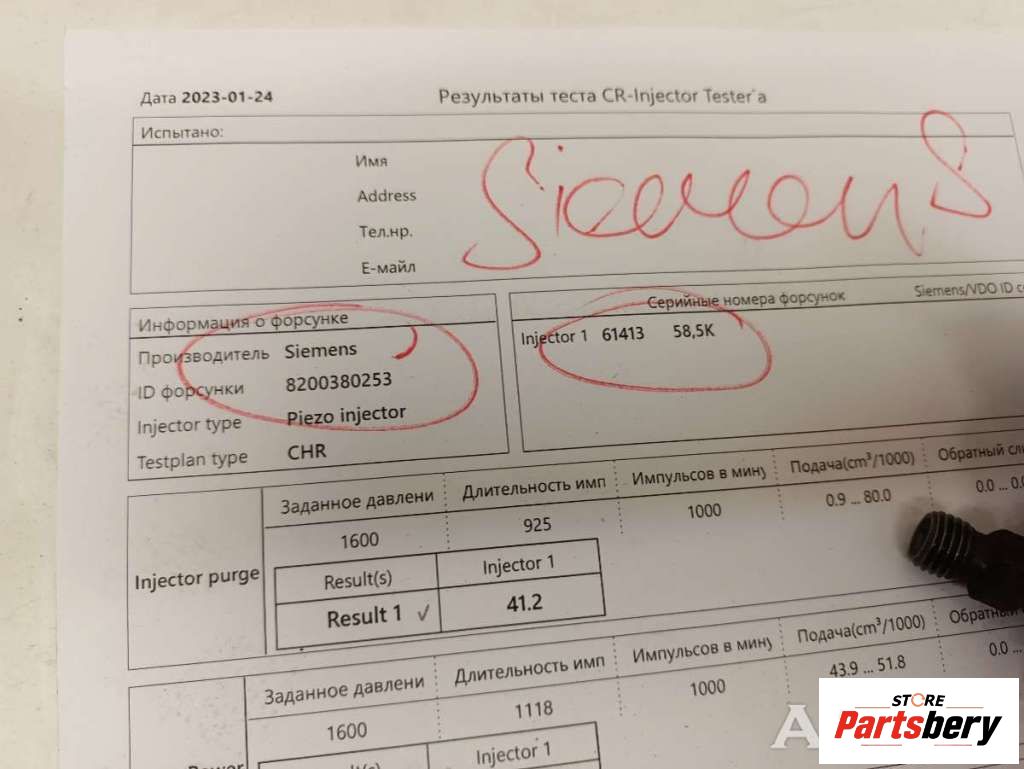 Дата 2023-01-24
Результаты теста CR-Injector Tester`a
Испытано:
Имя
Address
Тел.нр.
Е-майл
Siemens
Информация о форсунке
Производитель Siemens
ID форсунки 8200380253
Injector type Piezo injector
Testplan type CHR
Серийные номера форсунок Siemens/VDO ID
Injector 1 61413 58,5K
Заданное давлени Длительность имп Импульсов в мину Подача(cm³/1000) Обратный
1600 925 1000 0.9 ... 80.0 0.0 ...
Injector purge
Result(s) Injector 1
Result 1 ✓ 41.2
Заданное давлени Длительность имп Импульсов в мину Подача(cm³/1000)
1600 1118 1000 43.9 ... 51.8 0.0 ...
Injector 1
STORE
Partsbery